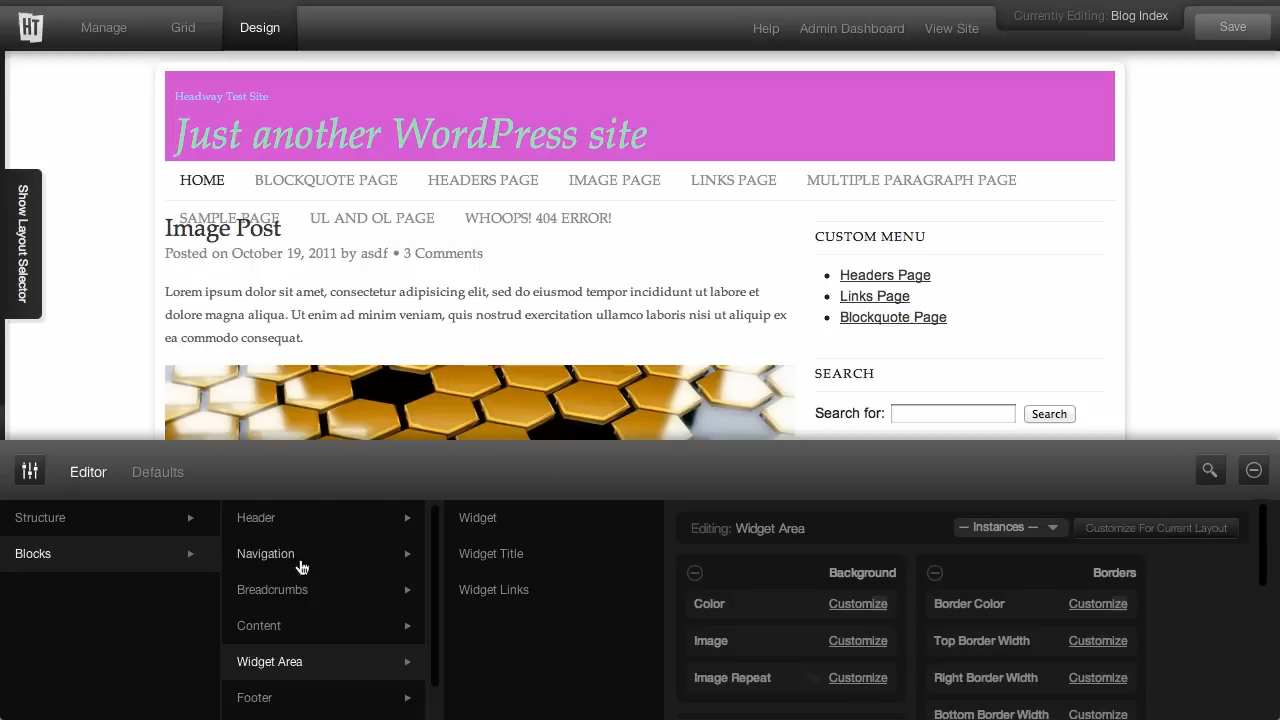 HT Manage Grid Design Help Admin Dashboard View Site Currently Editing: Blog Index Save
Headway Test Site
Just another WordPress site
HOME BLOCKQUOTE PAGE HEADERS PAGE IMAGE PAGE LINKS PAGE MULTIPLE PARAGRAPH PAGE
SAMPLE PAGE UL AND OL PAGE WHOOPS! 404 ERROR!
Image Post
Posted on October 19, 2011 by asdf • 3 Comments
Lorem ipsum dolor sit amet, consectetur adipisicing elit, sed do eiusmod tempor incididunt ut labore et
dolore magna aliqua. Ut enim ad minim veniam, quis nostrud exercitation ullamco laboris nisi ut aliquip ex
ea commodo consequat.
CUSTOM MENU
Headers Page
Links Page
Blockquote Page
SEARCH
Search for: Search
Show Layout Selector
Editor Defaults
Structure
Blocks
Header
Navigation
Breadcrumbs
Content
Widget Area
Footer
Widget
Widget Title
Widget Links
Editing: Widget Area — Instances — Customize For Current Layout
Background
Color Customize
Image Customize
Image Repeat Customize
Borders
Border Color Customize
Top Border Width Customize
Right Border Width Customize
Bottom Border Width Customize